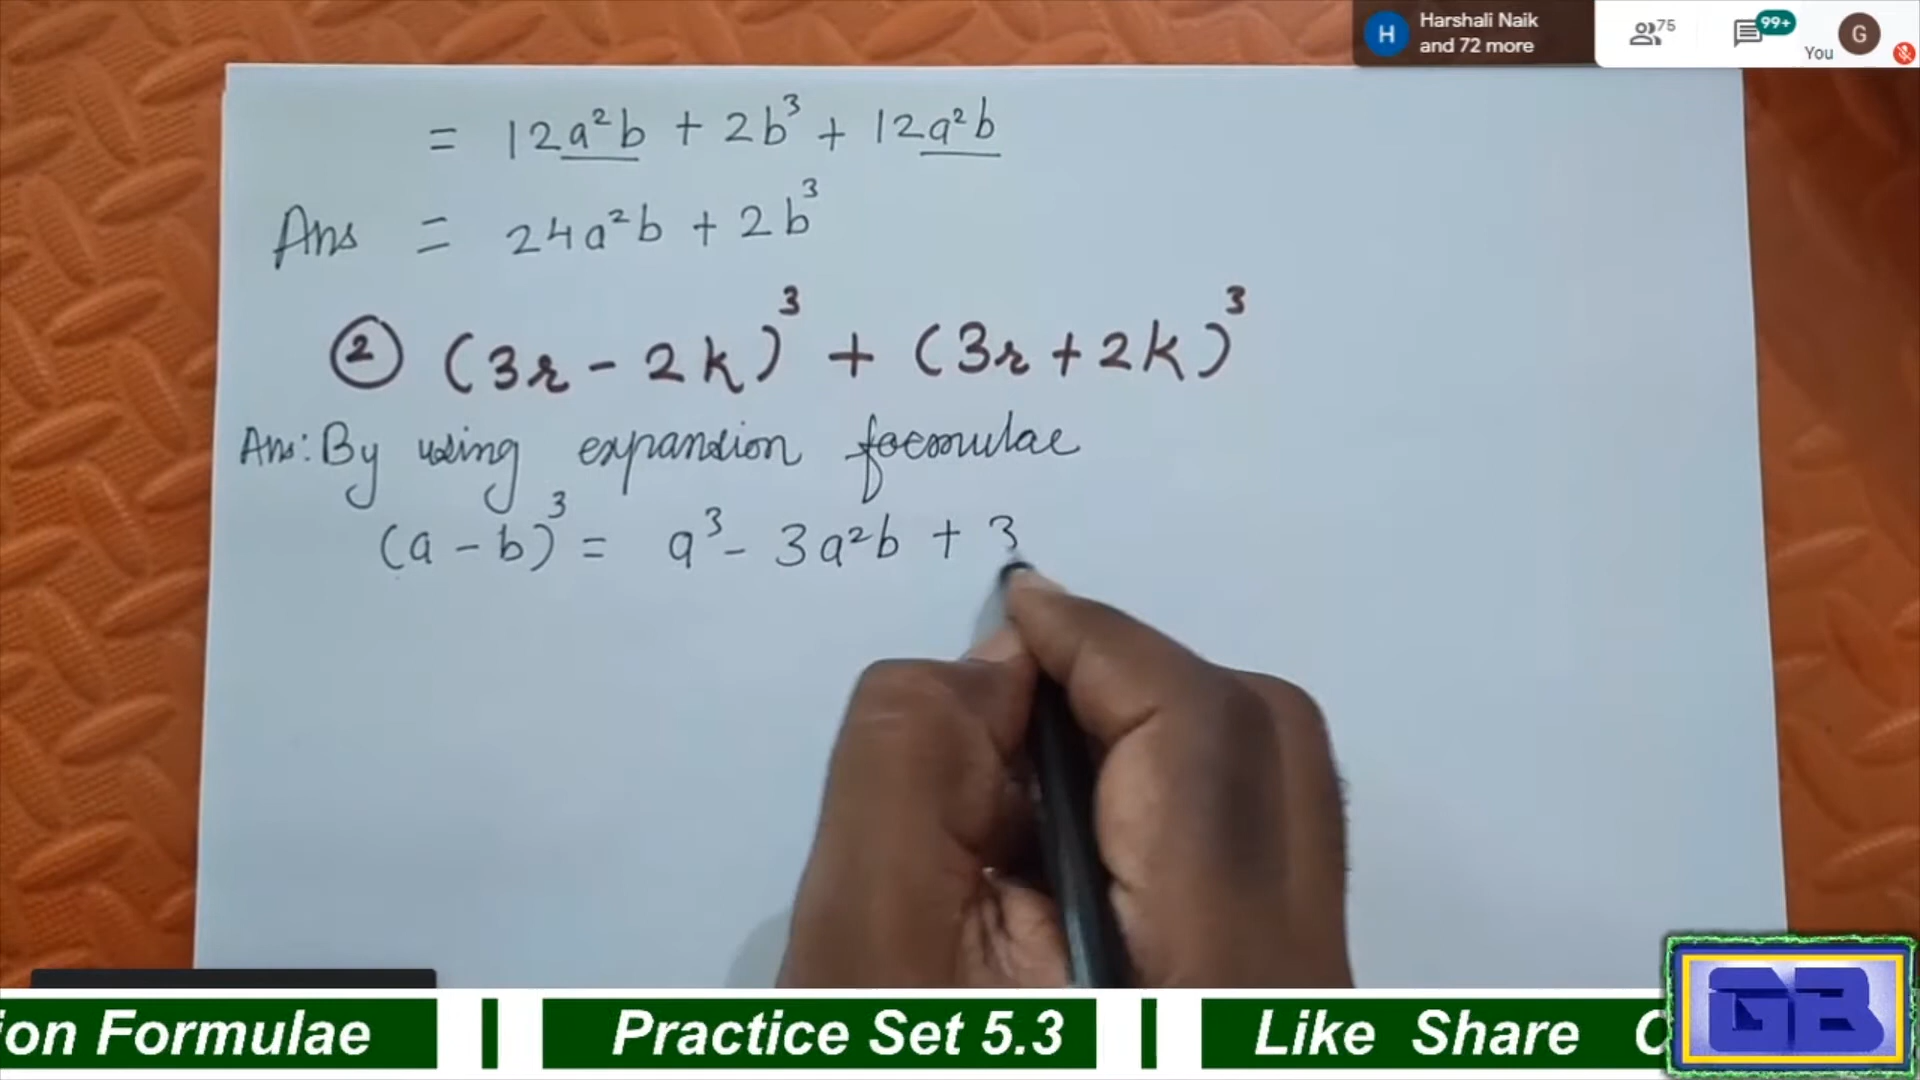 Harshali Naik
and 72 more
75
99+
You
G
H
= 12a²b + 2b³ + 12a²b
Ans = 24a²b + 2b³
② (3r - 2k)³ + (3r + 2k)³
Ans: By using expansion formulae
(a - b)³ = a³ - 3a²b + 3
ion Formulae | Practice Set 5.3 | Like Share
GB